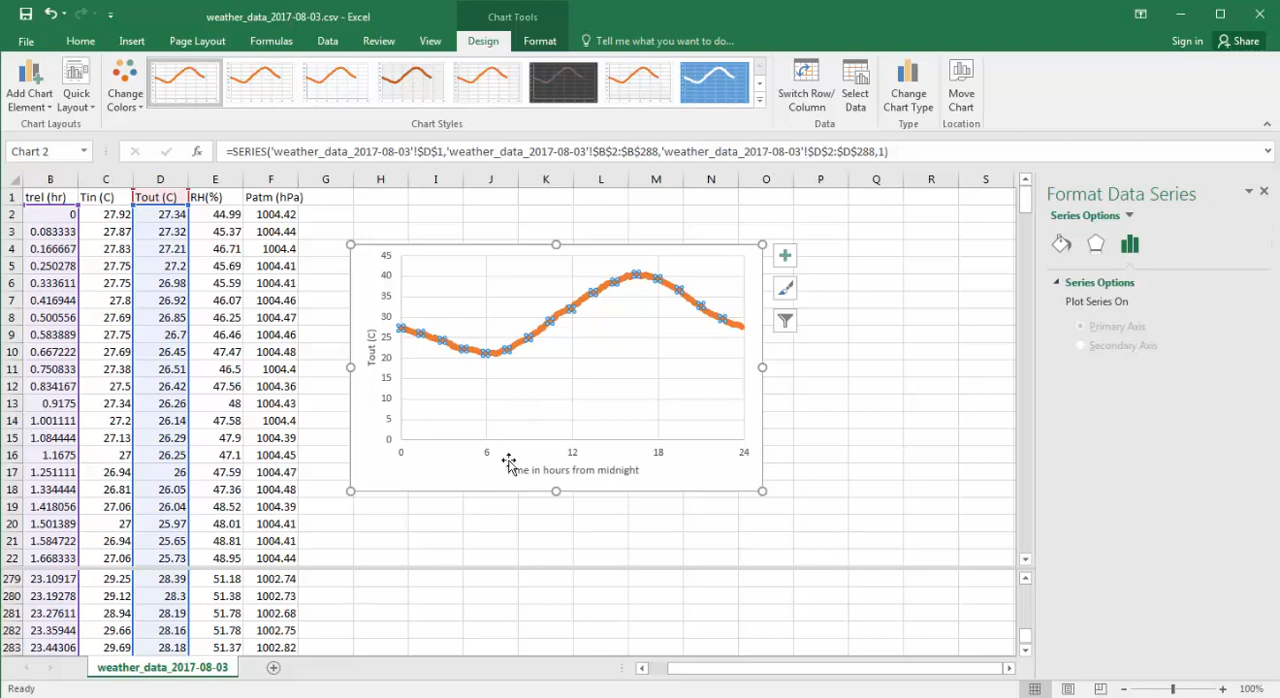 weather_data_2017-08-03.csv - Excel
Chart Tools
File Home Insert Page Layout Formulas Data Review View Design Format Tell me what you want to do... Sign in Share
Add Chart Element Quick Layout Change Colors Switch Row/ Column Select Data Change Chart Type Move Chart
Chart Layouts Chart Styles Data Type Location
Chart 2 fx =SERIES('weather_data_2017-08-03'!$D$1,'weather_data_2017-08-03'!$B$2:$B$288,'weather_data_2017-08-03'!$D$2:$D$288,1)
B C D E F G H I J K L M N O P Q R S
1 trel (hr) Tin (C) Tout (C) RH(%) Patm (hPa)
2 0 27.92 27.34 44.99 1004.42
3 0.083333 27.87 27.32 45.37 1004.44
4 0.166667 27.83 27.21 46.71 1004.4
5 0.250278 27.75 27.2 45.69 1004.41
6 0.333611 27.75 26.98 45.59 1004.41
7 0.416944 27.8 26.92 46.07 1004.46
8 0.500556 27.69 26.85 46.25 1004.47
9 0.583889 27.75 26.7 46.46 1004.46
10 0.667222 27.69 26.45 47.47 1004.48
11 0.750833 27.38 26.51 46.5 1004.4
12 0.834167 27.5 26.42 47.56 1004.36
13 0.9175 27.34 26.26 48 1004.43
14 1.001111 27.2 26.14 47.58 1004.4
15 1.084444 27.13 26.29 47.9 1004.39
16 1.1675 27 26.25 47.1 1004.45
17 1.251111 26.94 26 47.59 1004.47
18 1.334444 26.81 26.05 47.36 1004.48
19 1.418056 27.06 26.04 48.52 1004.39
20 1.501389 27 25.97 48.01 1004.41
21 1.584722 26.94 25.65 48.81 1004.41
22 1.668333 27.06 25.73 48.95 1004.44
279 23.10917 29.25 28.39 51.18 1002.74
280 23.19278 29.12 28.3 51.38 1002.73
281 23.27611 28.94 28.19 51.78 1002.68
282 23.35944 29.66 28.16 51.78 1002.75
283 23.44306 29.69 28.18 51.37 1002.82
45
40
35
30
25
20
15
10
5
0
Tout (C)
0 6 12 18 24
in hours from midnight
Format Data Series
Series Options
Series Options
Plot Series On
Primary Axis
Secondary Axis
weather_data_2017-08-03
Ready 100%